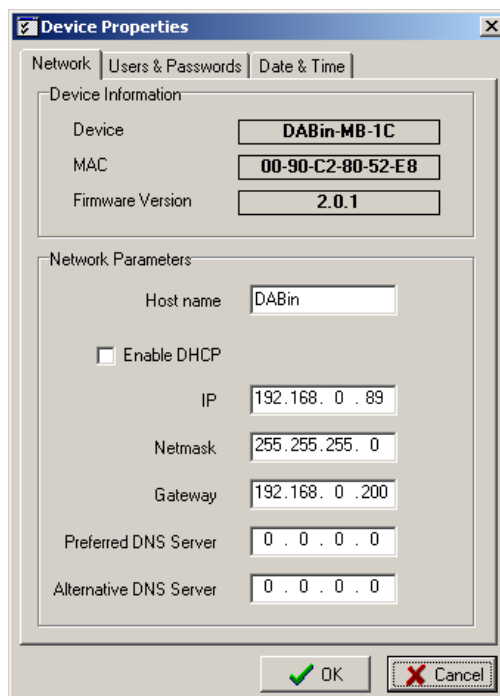 Device Properties
Network Users & Passwords Date & Time
Device Information
Device DABin-MB-1C
MAC 00-90-C2-80-52-E8
Firmware Version 2.0.1
Network Parameters
Host name DABin
Enable DHCP
IP 192.168. 0 . 89
Netmask 255.255.255. 0
Gateway 192.168. 0 .200
Preferred DNS Server 0 . 0 . 0 . 0
Alternative DNS Server 0 . 0 . 0 . 0
OK Cancel